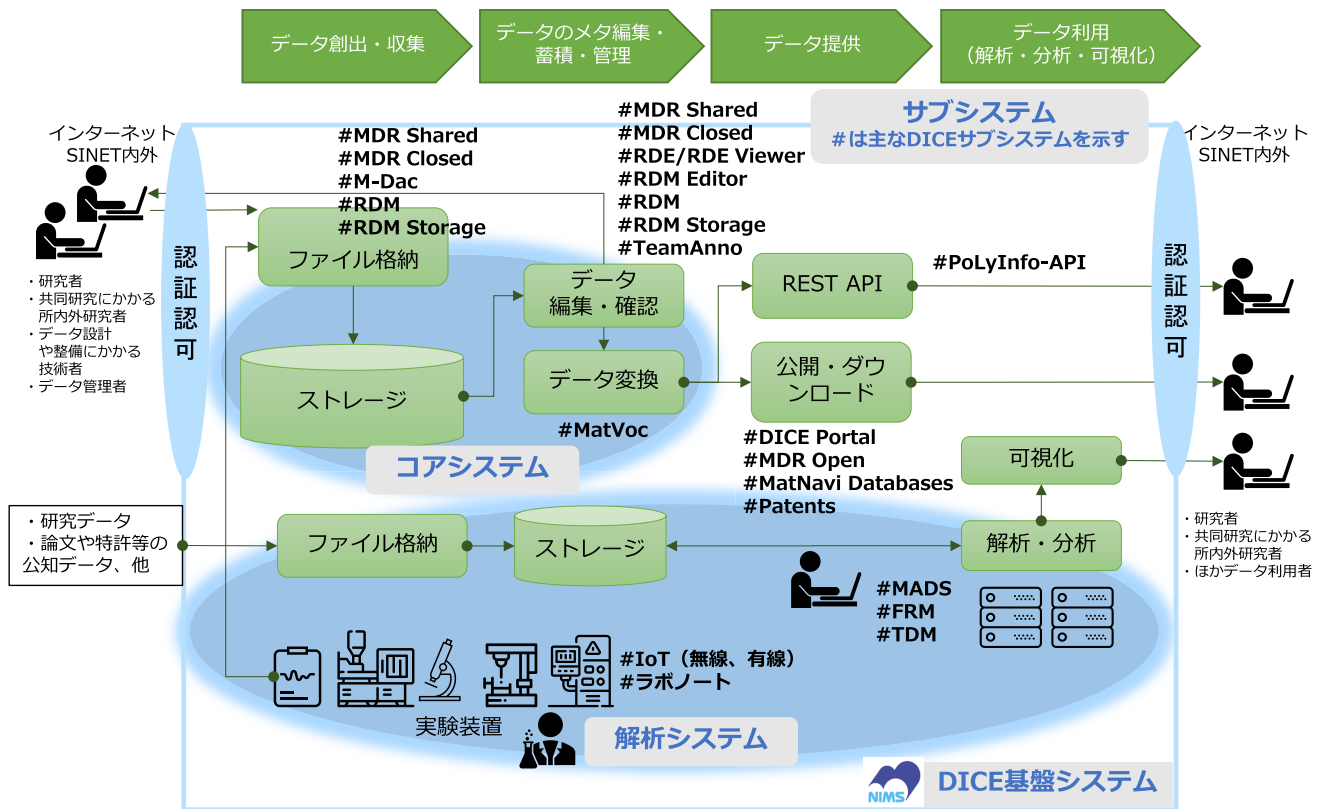 データ創出・収集
データのメタ編集・
蓄積・管理
データ提供
データ利用
（解析・分析・可視化）
サブシステム
#は主なDICEサブシステムを示す
インターネット
SINET内外
インターネット
SINET内外
#MDR Shared
#MDR Closed
#M-Dac
#RDM
#RDM Storage
#MDR Shared
#MDR Closed
#RDE/RDE Viewer
#RDM Editor
#RDM
#RDM Storage
#TeamAnno
認証認可
・研究者
・共同研究にかかる
所内外研究者
・データ設計
や整備にかかる
技術者
・データ管理者
ファイル格納
ストレージ
データ
編集・確認
データ変換
#MatVoc
コアシステム
REST API
#PoLyInfo-API
公開・ダウ
ンロード
#DICE Portal
#MDR Open
#MatNavi Databases
#Patents
認証認可
可視化
・研究データ
・論文や特許等の
公知データ、他
ファイル格納
ストレージ
解析・分析
・研究者
・共同研究にかかる
所内外研究者
・ほかデータ利用者
#MADS
#FRM
#TDM
#IoT（無線、有線）
#ラボノート
実験装置
解析システム
NIMS
DICE基盤システム